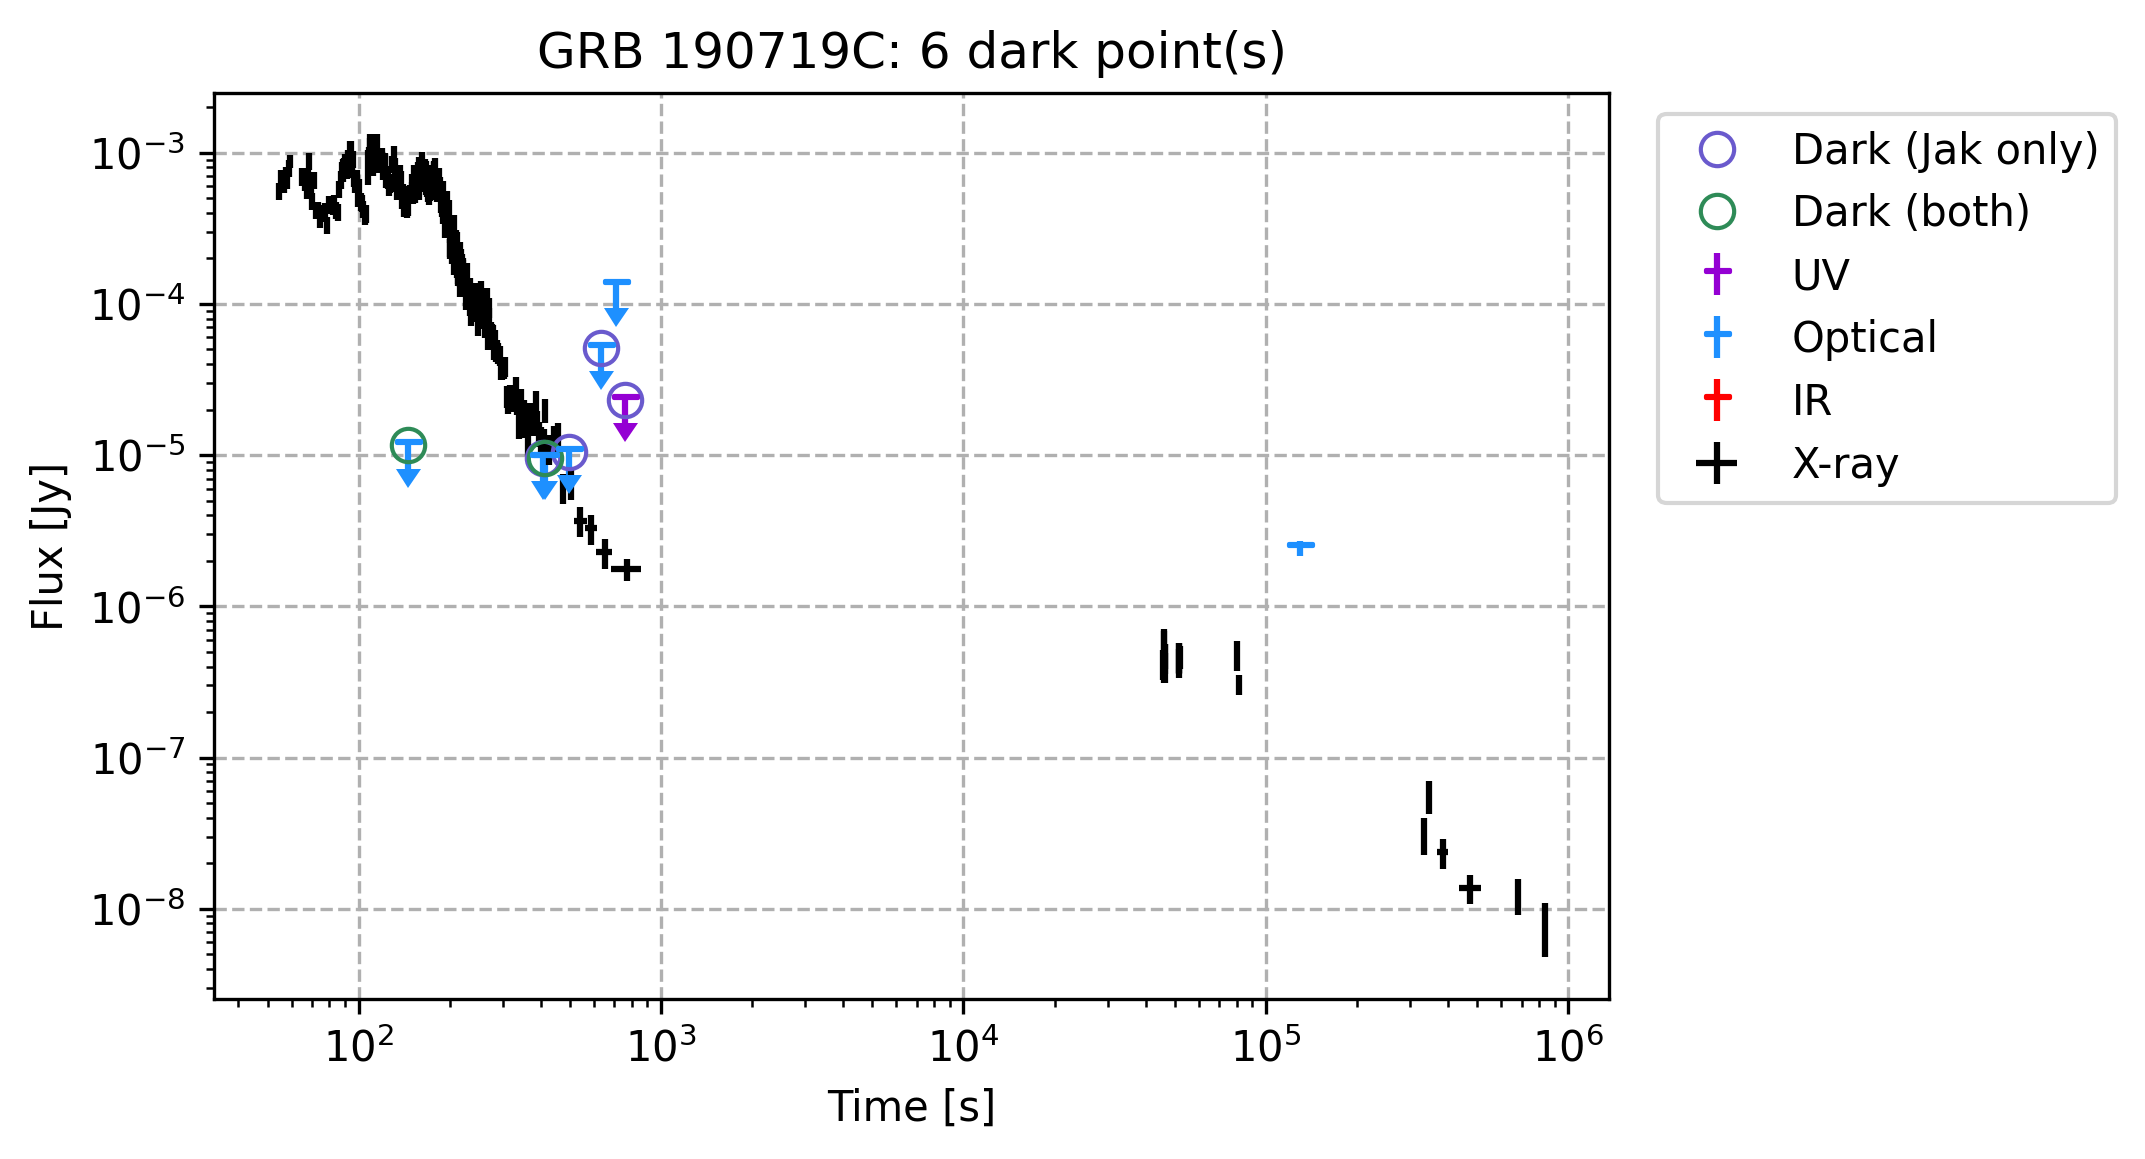 GRB 190719C: 6 dark point(s)
Flux [Jy]
10⁻³
10⁻⁴
10⁻⁵
10⁻⁶
10⁻⁷
10⁻⁸
10² 10³ 10⁴ 10⁵ 10⁶
Time [s]
Dark (Jak only)
Dark (both)
UV
Optical
IR
X-ray